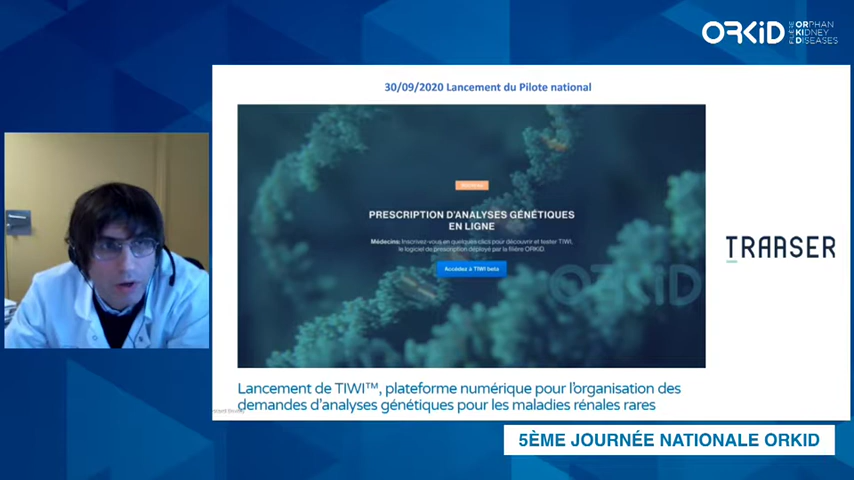 ORKiD
FILIÈRE
ORPHAN
KIDNEY
DISEASES
30/09/2020 Lancement du Pilote national
PRESCRIPTION D'ANALYSES GÉNÉTIQUES
EN LIGNE
Médecins: Inscrivez-vous en quelques clics pour découvrir et tester TIWI,
le logiciel de prescription déployé par la filière ORKiD.
Accédez à TIWI beta
ORKiD
TRAASER
Lancement de TIWI™, plateforme numérique pour l'organisation des
demandes d'analyses génétiques pour les maladies rénales rares
5ÈME JOURNÉE NATIONALE ORKID